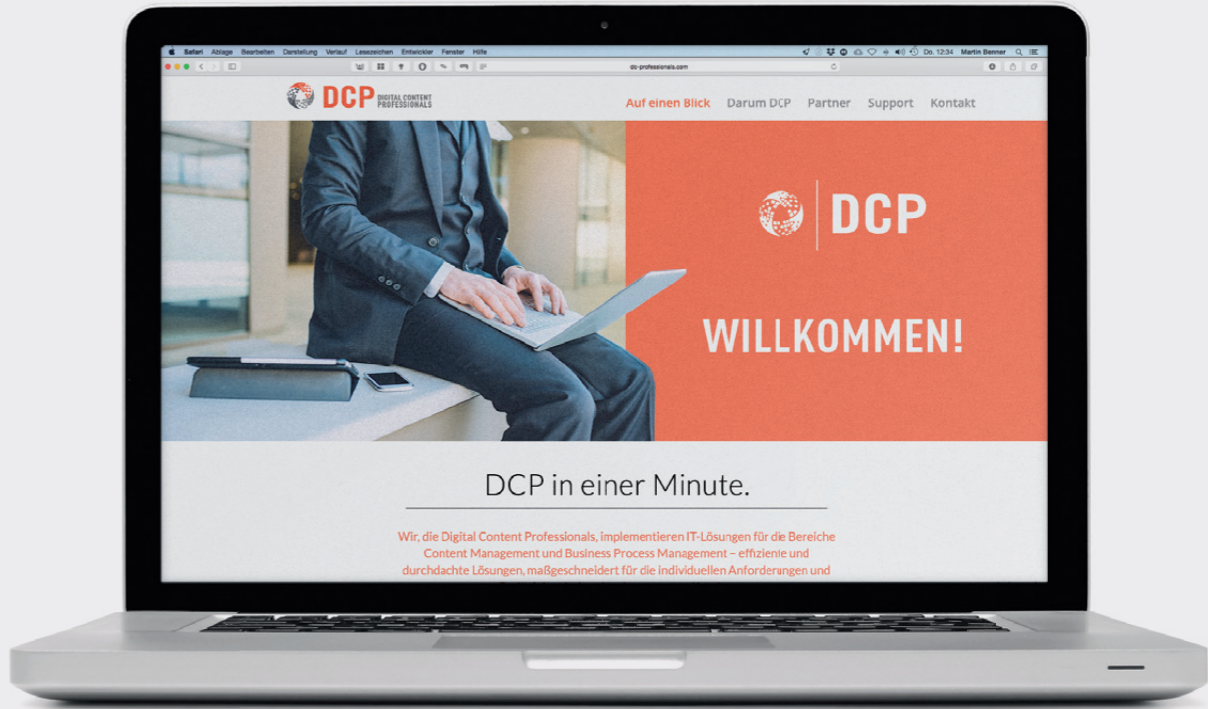 Safari Ablage Bearbeiten Darstellung Verlauf Lesezeichen Entwickler Fenster Hilfe Do. 12:34 Martin Benner
dc-professionals.com
DCP DIGITAL CONTENT
PROFESSIONALS
Auf einen Blick Darum DCP Partner Support Kontakt
DCP
WILLKOMMEN!
DCP in einer Minute.
Wir, die Digital Content Professionals, implementieren IT-Lösungen für die Bereiche
Content Management und Business Process Management – effiziente und
durchdachte Lösungen, maßgeschneidert für die individuellen Anforderungen und